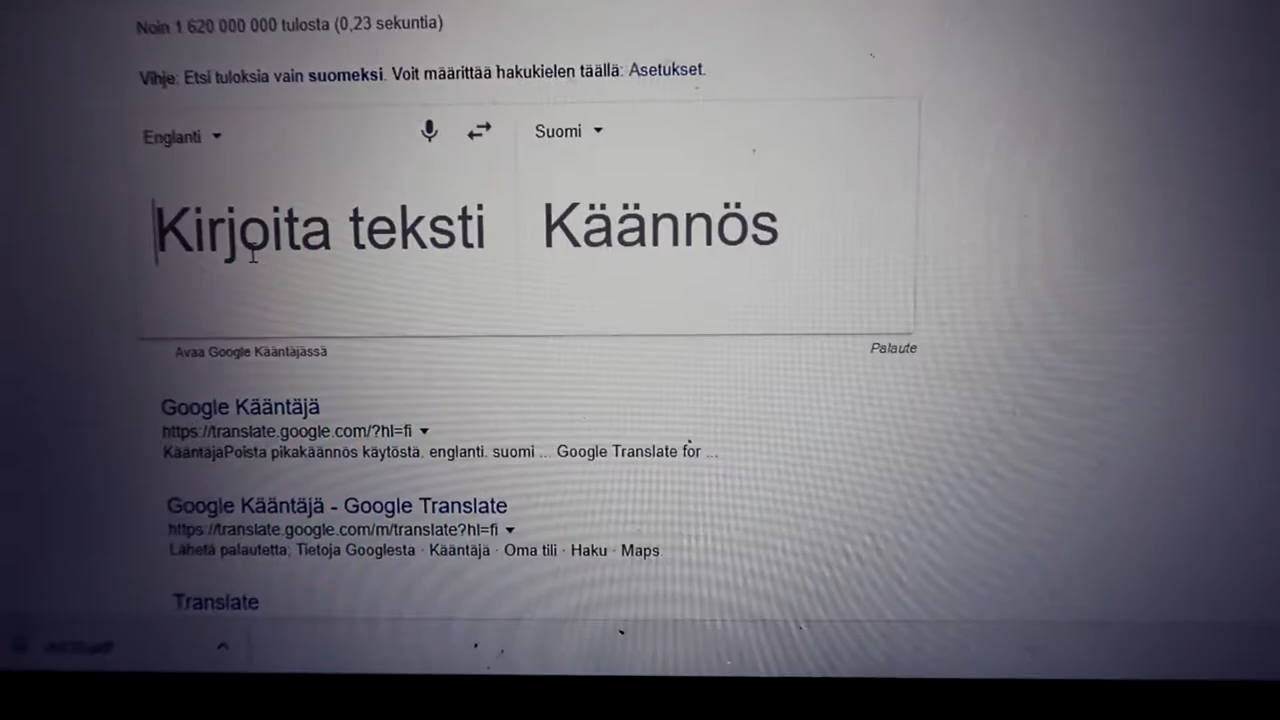 Noin 1 620 000 000 tulosta (0,23 sekuntia)
Vihje: Etsi tuloksia vain suomeksi. Voit määrittää hakukielen täällä: Asetukset.
Englanti Suomi
Kirjoita teksti Käännös
Avaa Google Kääntäjässä Palaute
Google Kääntäjä
https://translate.google.com/?hl=fi
KääntäjäPoista pikakäännös käytöstä. englanti. suomi ... Google Translate for ...
Google Kääntäjä - Google Translate
https://translate.google.com/m/translate?hl=fi
Lähetä palautetta; Tietoja Googlesta · Kääntäjä · Oma tili · Haku · Maps.
Translate